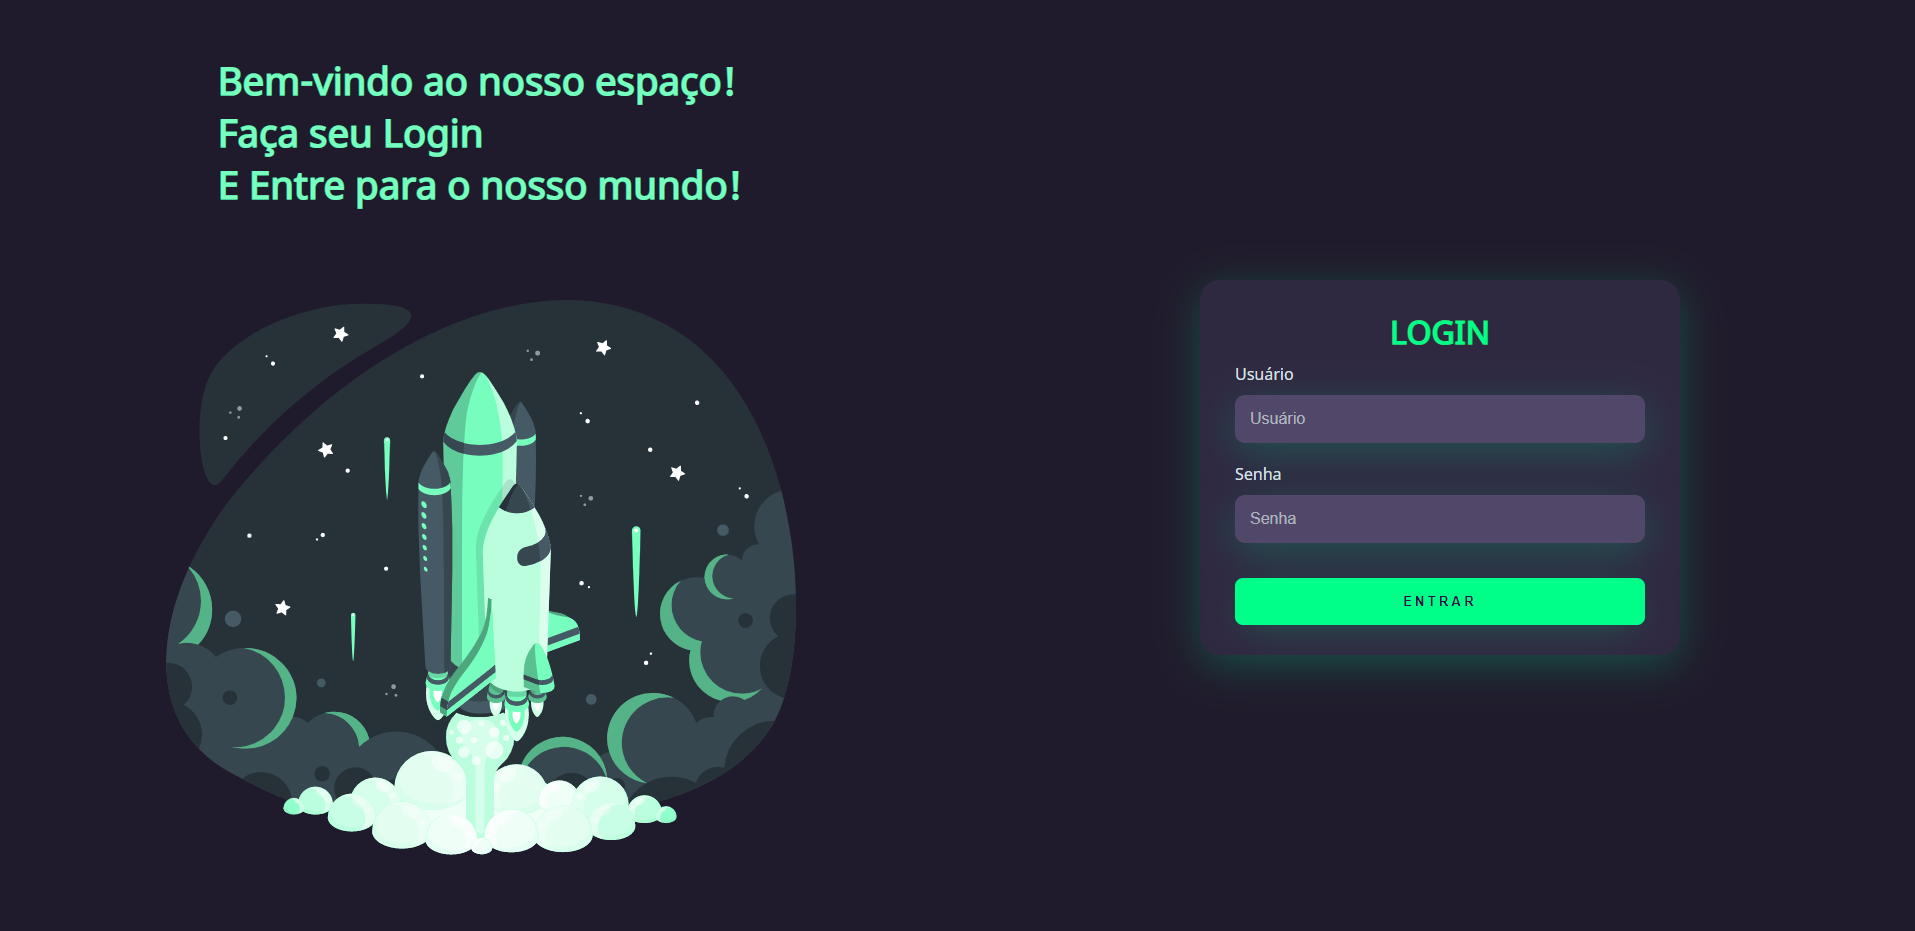 Bem-vindo ao nosso espaço!
Faça seu Login
E Entre para o nosso mundo!
LOGIN
Usuário
Usuário
Senha
Senha
ENTRAR